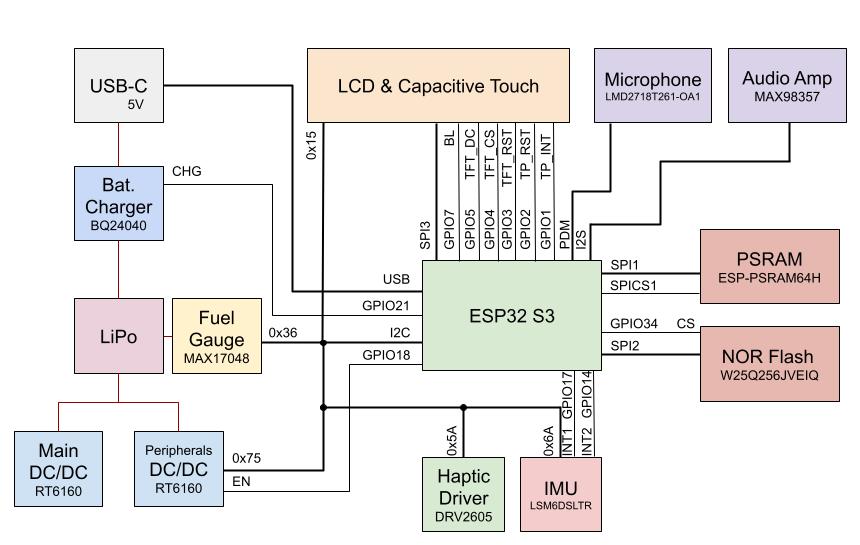 USB-C
5V
LCD & Capacitive Touch
Microphone
LMD2718T261-OA1
Audio Amp
MAX98357
0x15
BL
TFT_DC
TFT_CS
TFT_RST
TP_RST
TP_INT
SPI3
GPIO7
GPIO5
GPIO4
GPIO3
GPIO2
GPIO1
PDM
I2S
CHG
Bat.
Charger
BQ24040
USB
GPIO21
I2C
GPIO18
ESP32 S3
SPI1
SPICS1
GPIO34
CS
SPI2
PSRAM
ESP-PSRAM64H
NOR Flash
W25Q256JVEIQ
LiPo
Fuel
Gauge
MAX17048
0x36
GPIO17
GPIO14
INT1
INT2
0x5A
0x6A
Main
DC/DC
RT6160
Peripherals
DC/DC
RT6160
0x75
EN
Haptic
Driver
DRV2605
IMU
LSM6DSLTR